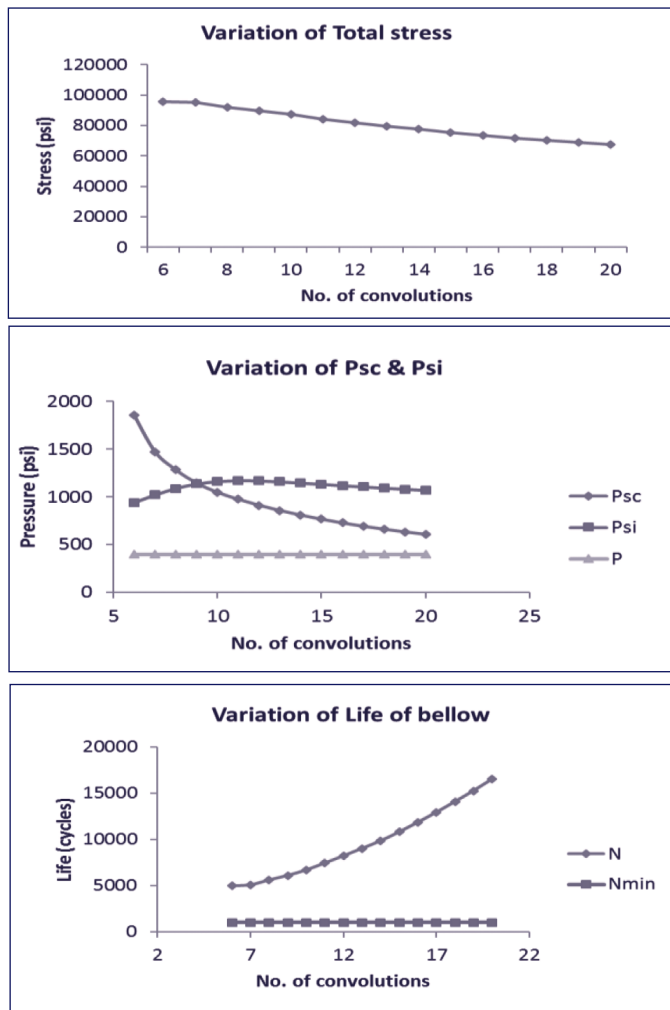 Variation of Total stress
120000
100000
80000
60000
40000
20000
0
Stress (psi)
6 8 10 12 14 16 18 20
No. of convolutions
Variation of Psc & Psi
2000
1500
1000
500
0
Pressure (psi)
5 10 15 20 25
No. of convolutions
Psc
Psi
P
Variation of Life of bellow
20000
15000
10000
5000
0
Life (cycles)
2 7 12 17 22
No. of convolutions
N
Nmin